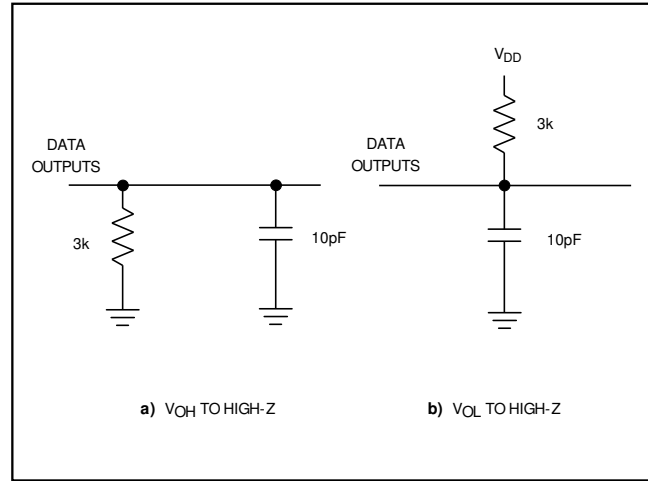 DATA
OUTPUTS
3k
10pF
a) VOH TO HIGH-Z
VDD
3k
DATA
OUTPUTS
10pF
b) VOL TO HIGH-Z